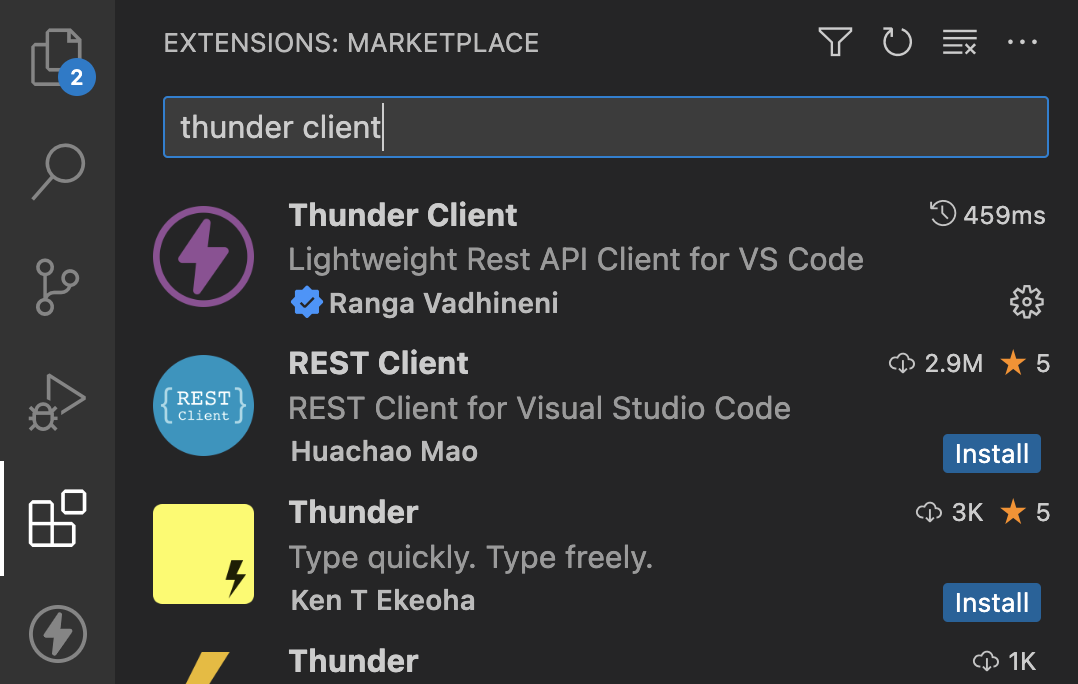 EXTENSIONS: MARKETPLACE
2
thunder client
Thunder Client 459ms
Lightweight Rest API Client for VS Code
Ranga Vadhineni
REST Client 2.9M 5
{REST
Client}
REST Client for Visual Studio Code
Huachao Mao Install
Thunder 3K 5
Type quickly. Type freely.
Ken T Ekeoha Install
Thunder 1K